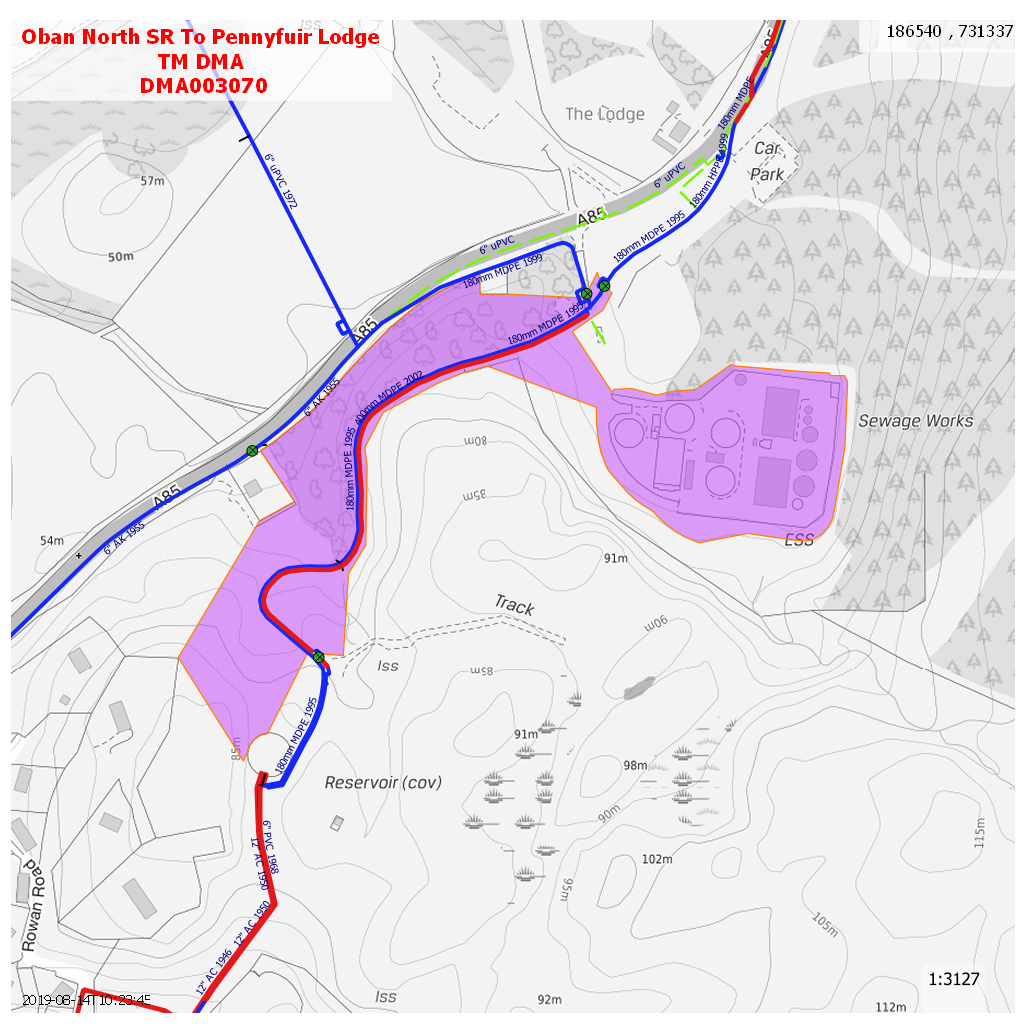 Oban North SR To Pennyfuir Lodge
TM DMA
DMA003070
186540 , 731337
Iss
A85
180mm MDPE
The Lodge
Car
Park
57m
6" uPVC 1972
6" uPVC
180mm HPPE 1999
A85
50m
6" uPVC
180mm MDPE 1995
180mm MDPE 1999
A85
180mm MDPE 1995
6" AK 1955
400mm MDPE 2002
Sewage Works
80m
180mm MDPE 1995
85m
A85
6" AK 1955
54m
ESS
91m
Track
90m
Iss
85m
91m
85m
180mm MDPE 1995
98m
Reservoir (cov)
90m
115m
6" PVC 1968
12" AC 1950
102m
95m
Rowan Road
105m
12" AC 1950
12" AC 1946
1:3127
2019-08-14T10:23:45
Iss
92m
112m